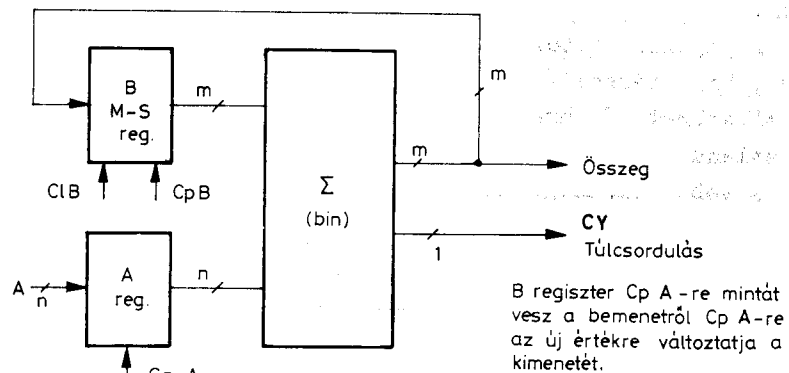 m
B
M-S
reg.
m
m
Σ
(bin)
m
Összeg
ClB
CpB
CY
1
Túlcsordulás
A
n
A
reg.
n
B regiszter Cp A-re mintát
vesz a bemenetről Cp A-re
az új értékre változtatja a
kimenetét.